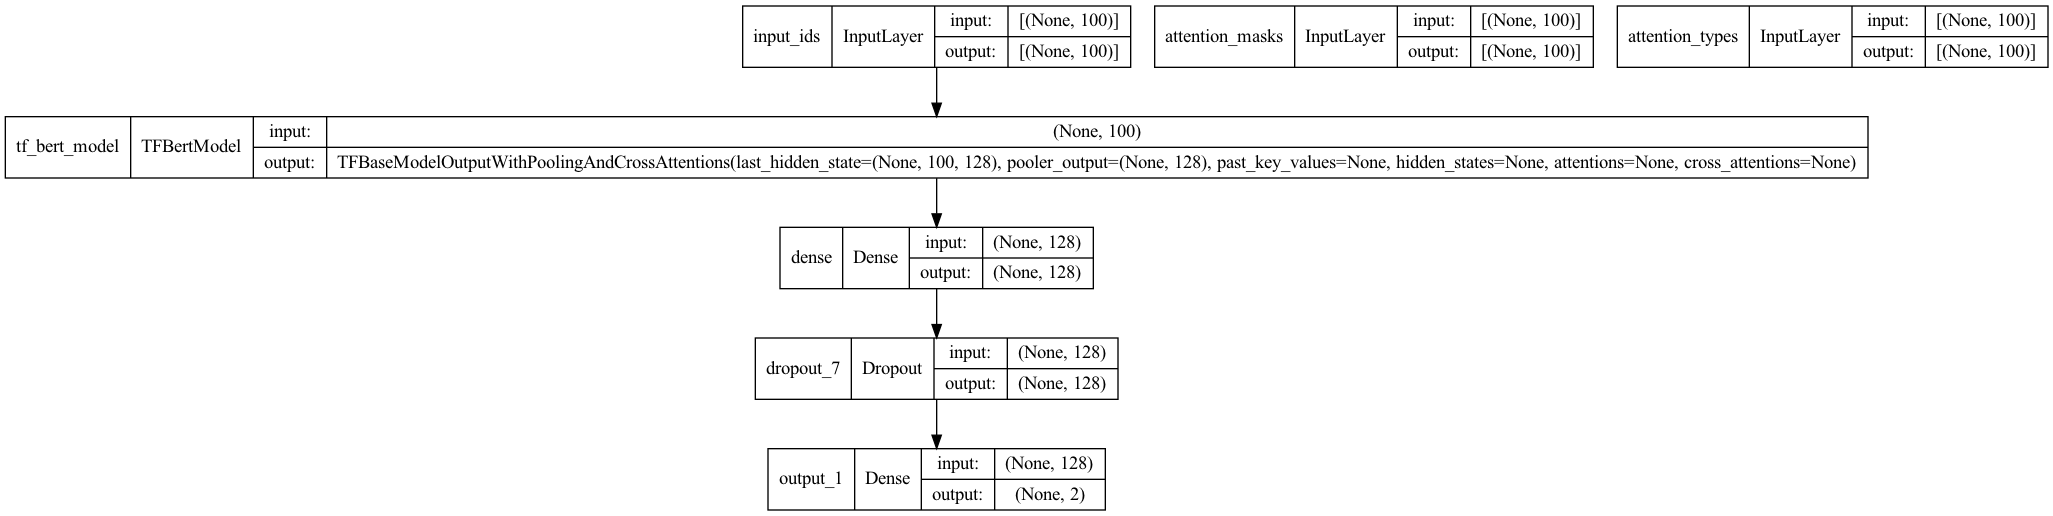 input_ids InputLayer input: [(None, 100)] output: [(None, 100)]
attention_masks InputLayer input: [(None, 100)] output: [(None, 100)]
attention_types InputLayer input: [(None, 100)] output: [(None, 100)]
tf_bert_model TFBertModel input: (None, 100)
output: TFBaseModelOutputWithPoolingAndCrossAttentions(last_hidden_state=(None, 100, 128), pooler_output=(None, 128), past_key_values=None, hidden_states=None, attentions=None, cross_attentions=None)
dense Dense input: (None, 128) output: (None, 128)
dropout_7 Dropout input: (None, 128) output: (None, 128)
output_1 Dense input: (None, 128) output: (None, 2)